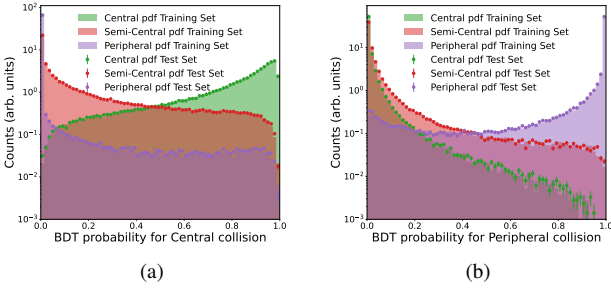 10²
10¹
10⁰
10⁻¹
10⁻²
10⁻³
Counts (arb. units)
Central pdf Training Set
Semi-Central pdf Training Set
Peripheral pdf Training Set
Central pdf Test Set
Semi-Central pdf Test Set
Peripheral pdf Test Set
0.0 0.2 0.4 0.6 0.8 1.0
BDT probability for Central collision
(a)
10¹
10⁰
10⁻¹
10⁻²
10⁻³
Counts (arb. units)
Central pdf Training Set
Semi-Central pdf Training Set
Peripheral pdf Training Set
Central pdf Test Set
Semi-Central pdf Test Set
Peripheral pdf Test Set
0.0 0.2 0.4 0.6 0.8 1.0
BDT probability for Peripheral collision
(b)